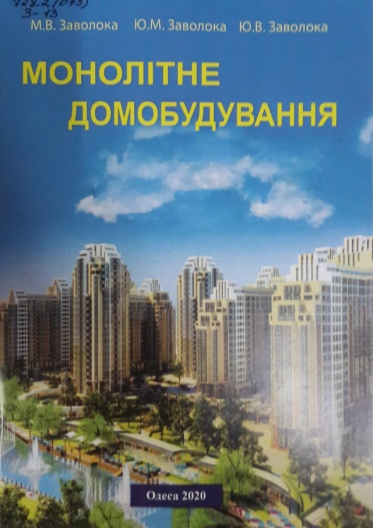 М.В. Заволока Ю.М. Заволока Ю.В. Заволока
МОНОЛІТНЕ
ДОМОБУДУВАННЯ
Одеса 2020